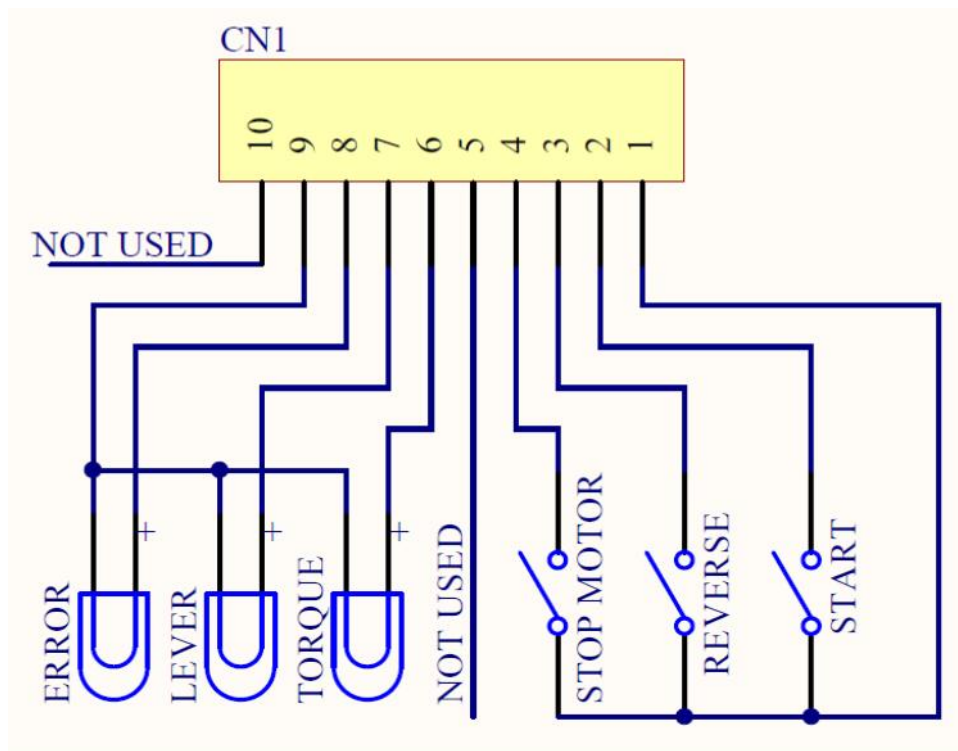 CN1
10 9 8 7 6 5 4 3 2 1
NOT USED
+ + +
ERROR
LEVER
TORQUE
NOT USED
STOP MOTOR
REVERSE
START